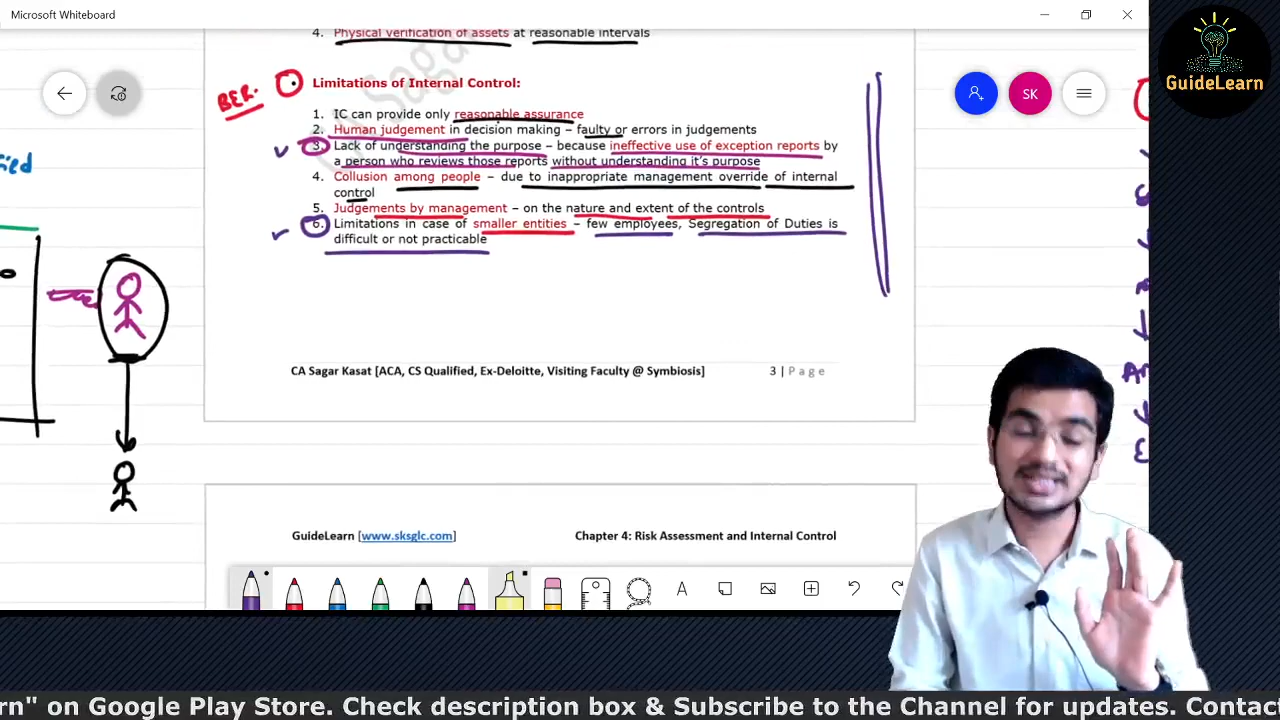 Microsoft Whiteboard
4. Physical verification of assets at reasonable intervals
GuideLearn
BER.
Limitations of Internal Control:
SK
1. IC can provide only reasonable assurance
2. Human judgement in decision making – faulty or errors in judgements
3. Lack of understanding the purpose – because ineffective use of exception reports by
a person who reviews those reports without understanding it's purpose
4. Collusion among people – due to inappropriate management override of internal
control
5. Judgements by management – on the nature and extent of the controls
6. Limitations in case of smaller entities – few employees, Segregation of Duties is
difficult or not practicable
CA Sagar Kasat [ACA, CS Qualified, Ex-Deloitte, Visiting Faculty @ Symbiosis]
3 | Page
GuideLearn [www.sksglc.com]
Chapter 4: Risk Assessment and Internal Control
A
rn" on Google Play Store. Check description box & Subscribe to the Channel for updates. Contac